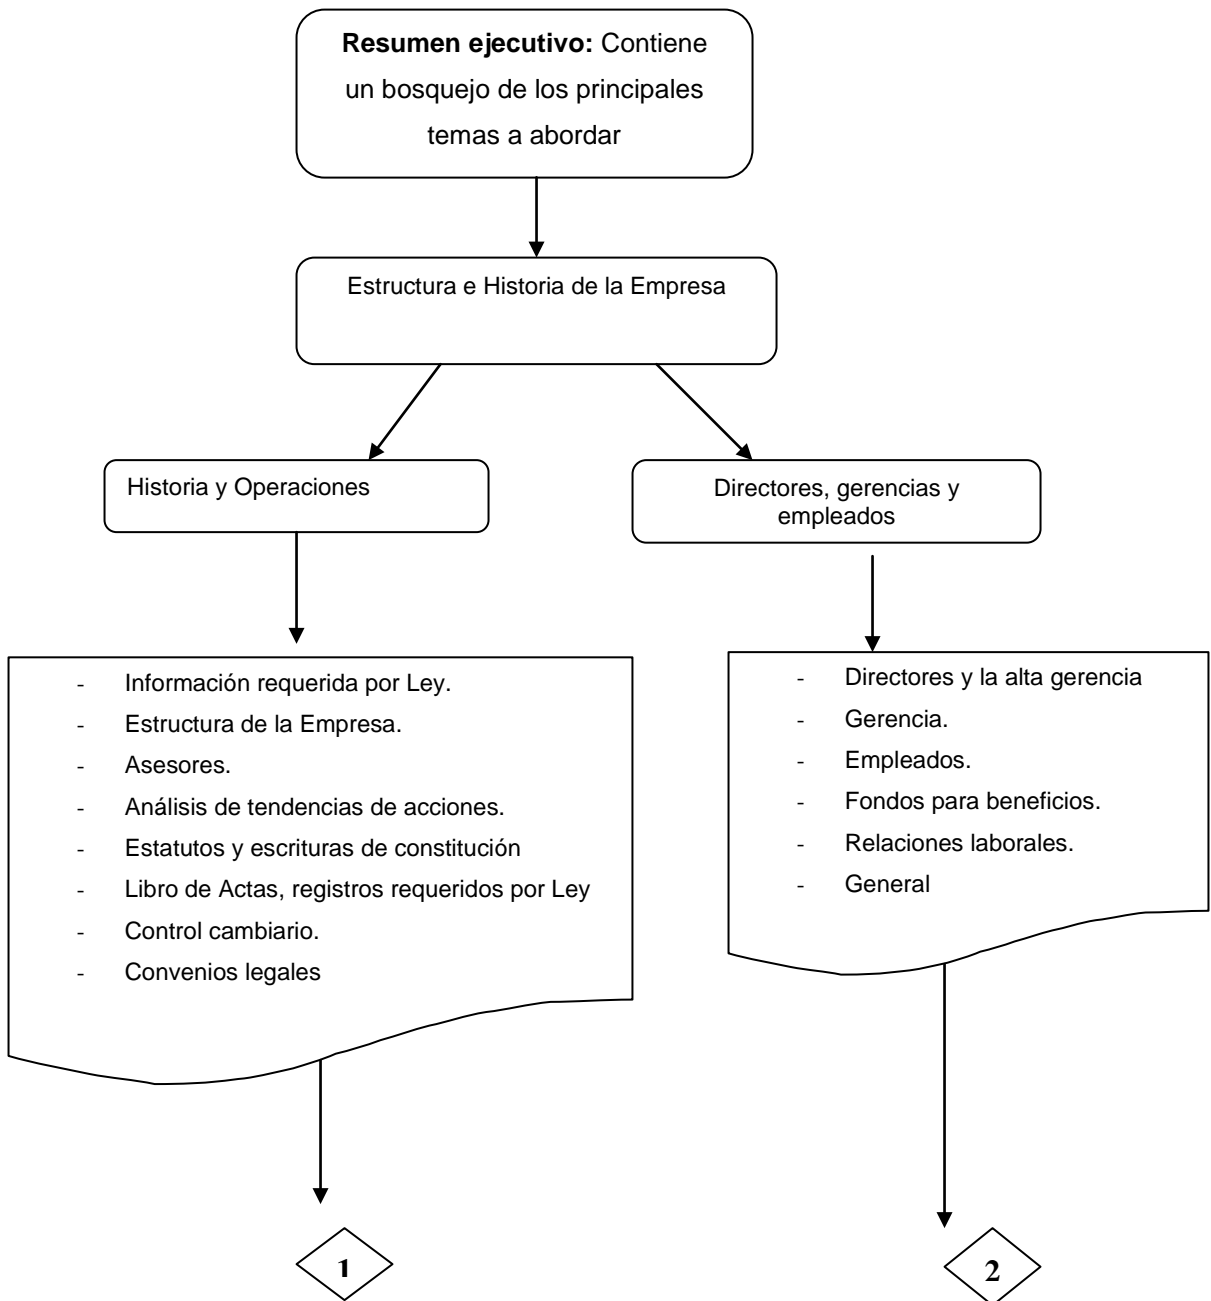 Resumen ejecutivo: Contiene
un bosquejo de los principales
temas a abordar
Estructura e Historia de la Empresa
Historia y Operaciones
Directores, gerencias y
empleados
- Información requerida por Ley.
- Estructura de la Empresa.
- Asesores.
- Análisis de tendencias de acciones.
- Estatutos y escrituras de constitución
- Libro de Actas, registros requeridos por Ley
- Control cambiario.
- Convenios legales
- Directores y la alta gerencia
- Gerencia.
- Empleados.
- Fondos para beneficios.
- Relaciones laborales.
- General
1
2